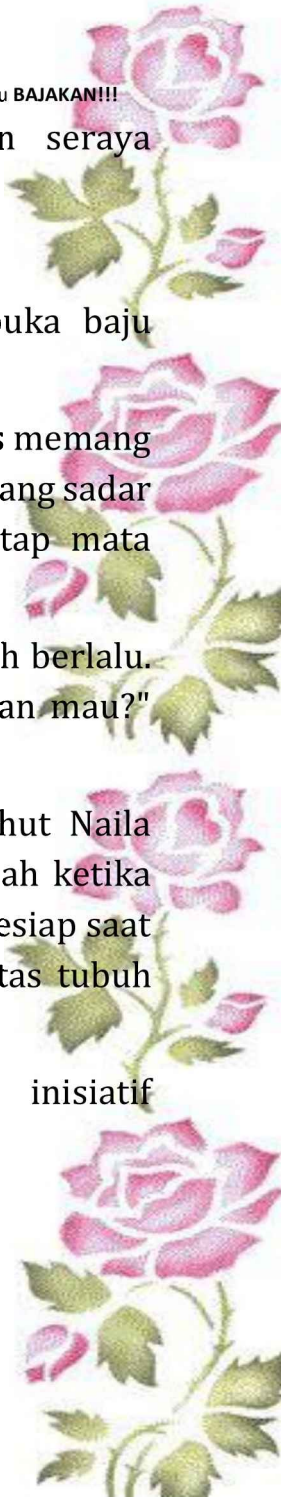 u BAJAKAN!!!
n seraya
uka baju
s memang
ang sadar
tap mata
h berlalu.
an mau?"
hut Naila
ah ketika
esiap saat
tas tubuh
inisiatif